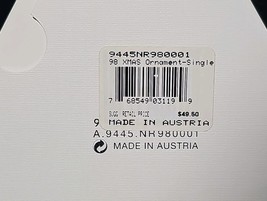 9445NR980001
98 XMAS Ornament-Single
7 68549 03119 9
SUGG. RETAIL PRICE $49.50
9 MADE IN AUSTRIA
A.9445.NR980001
MADE IN AUSTRIA